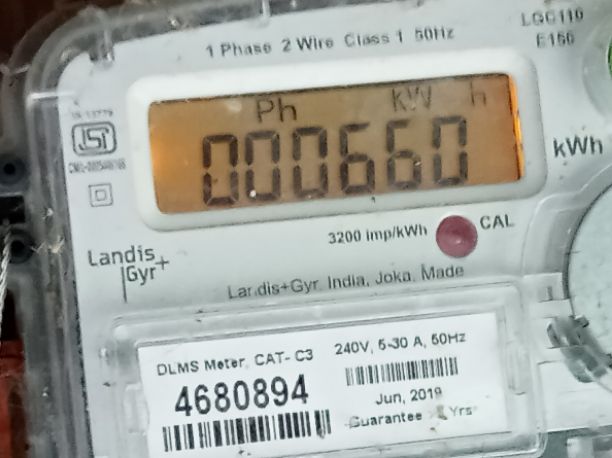 1 Phase 2 Wire Class 1 50Hz
E150
Ph kW h
000660
kWh
3200 imp/kWh
CAL
Landis
Gyr+
Landis+Gyr, India, Joka. Made
DLMS Meter, CAT- C3
240V, 5-30 A, 50Hz
4680894
Jun, 2019
Guarantee Yrs